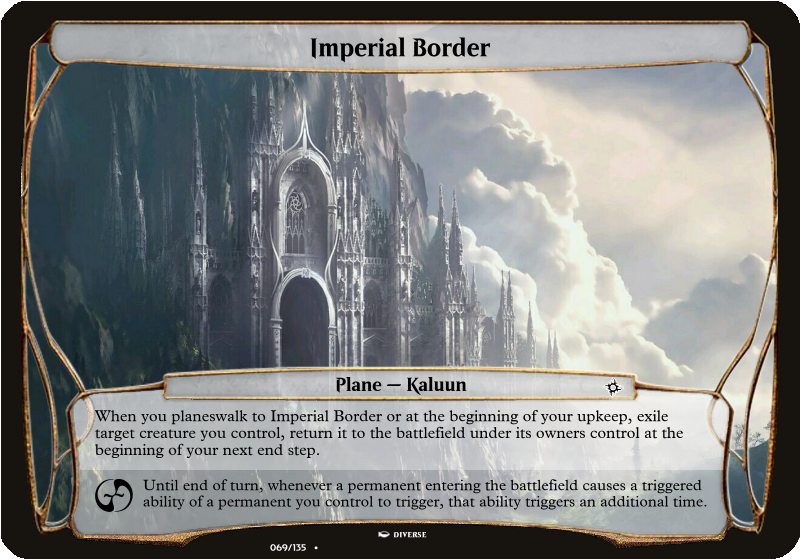 Imperial Border
Plane — Kaluun
When you planeswalk to Imperial Border or at the beginning of your upkeep, exile
target creature you control, return it to the battlefield under its owners control at the
beginning of your next end step.
Until end of turn, whenever a permanent entering the battlefield causes a triggered
ability of a permanent you control to trigger, that ability triggers an additional time.
DIVERSE
069/135 •